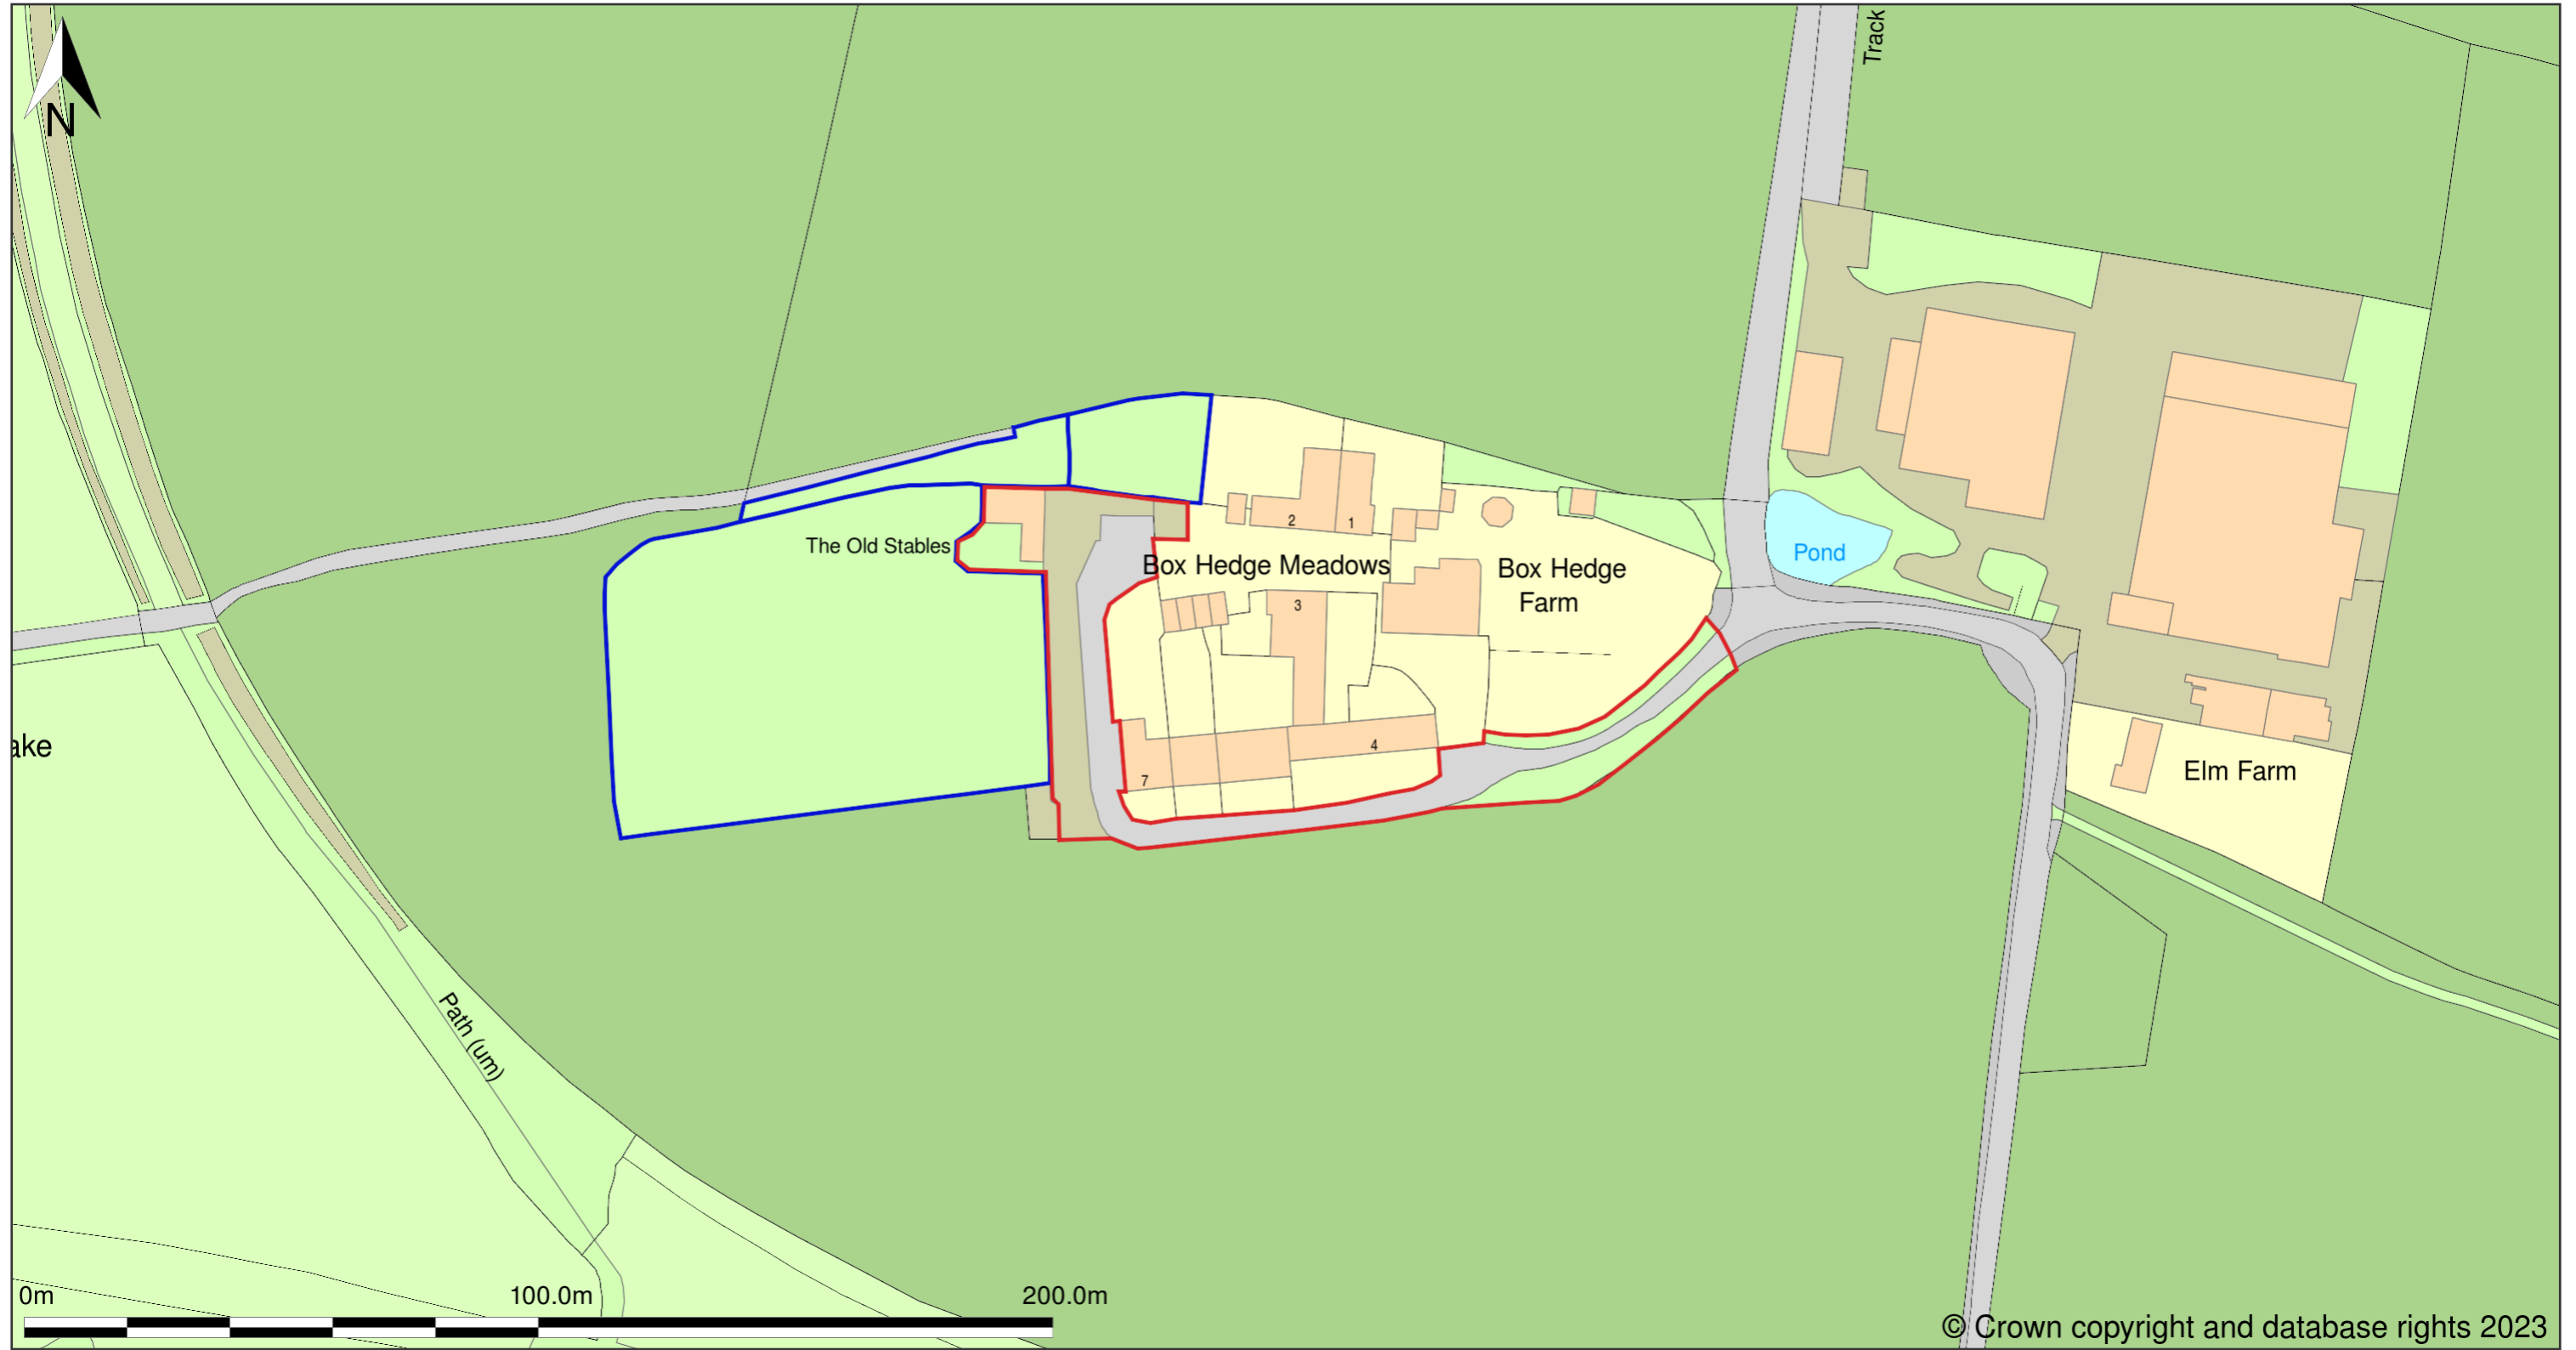 Track
N
2
1
The Old Stables
Box Hedge Meadows
Box Hedge
Farm
Pond
3
ake
4
7
Elm Farm
Path (um)
0m
100.0m
200.0m
© Crown copyright and database rights 2023